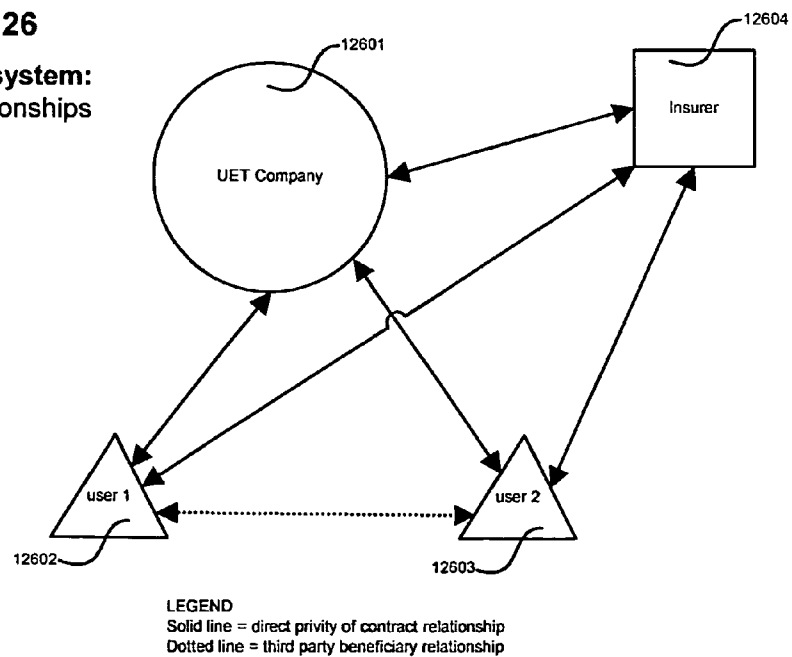 26
system:
onships
12601
12604
Insurer
UET Company
user 1
user 2
12602
12603
LEGEND
Solid line = direct privity of contract relationship
Dotted line = third party beneficiary relationship